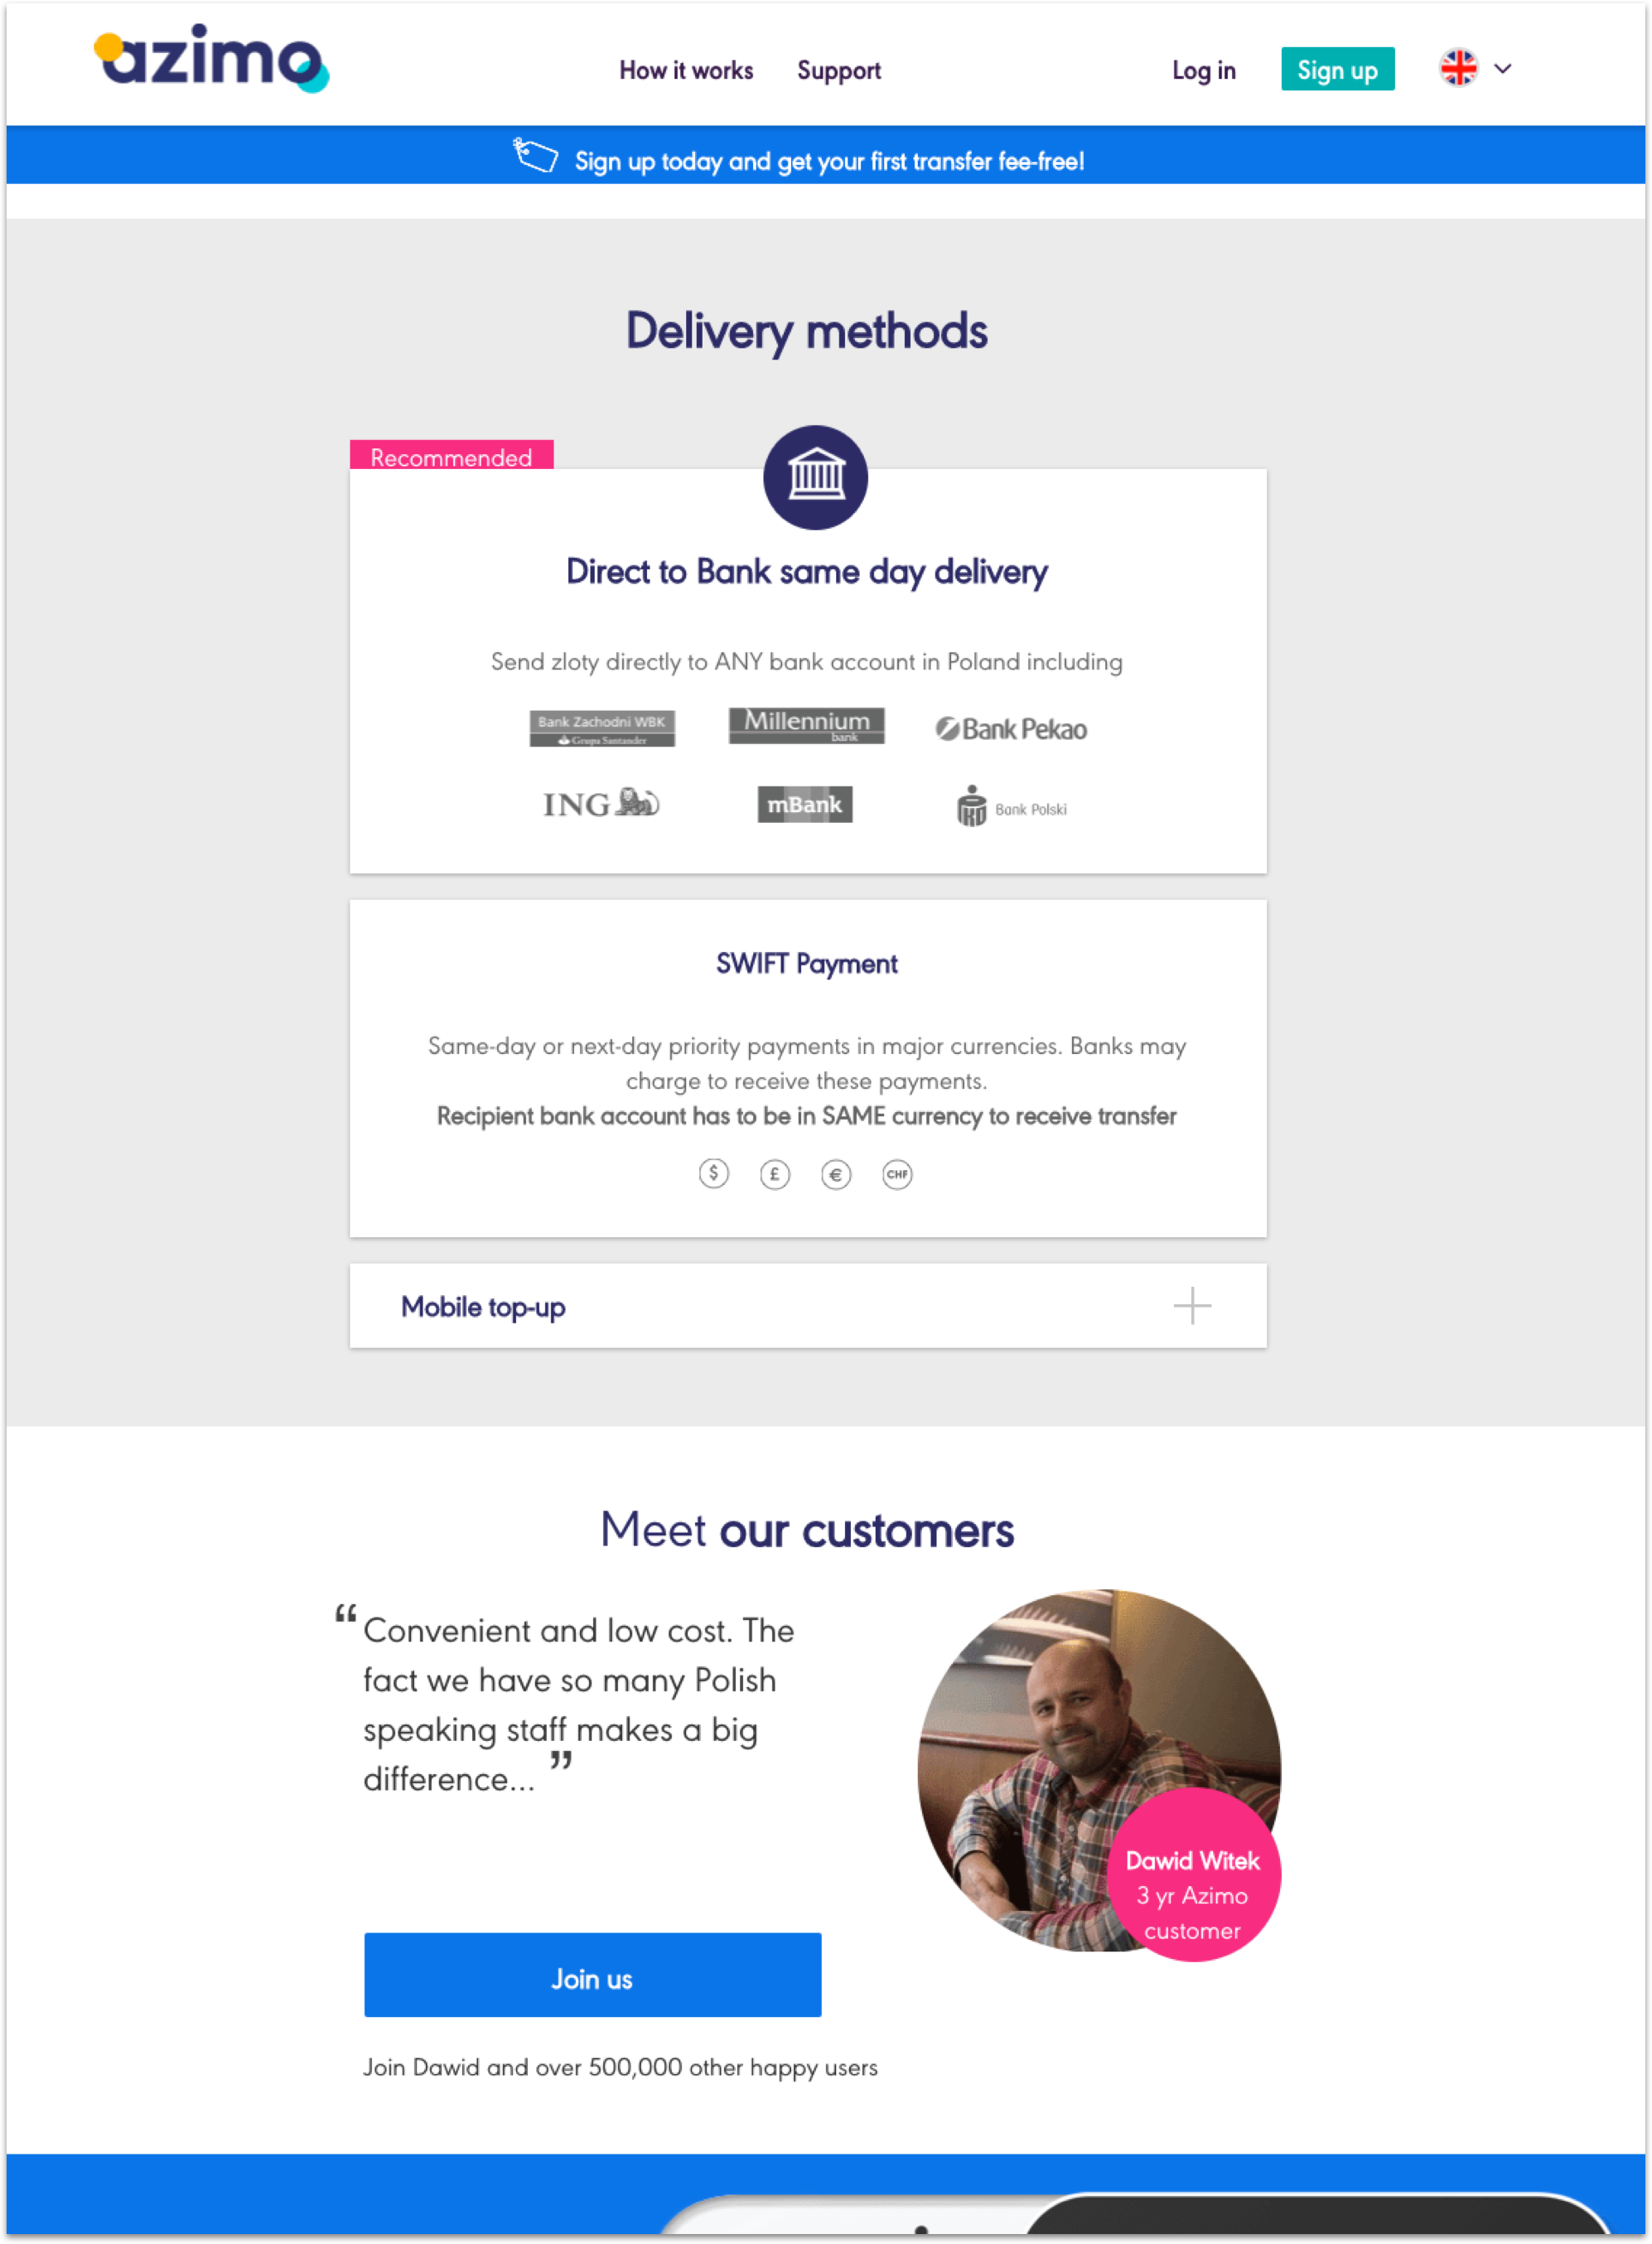 azimo
How it works Support Log in Sign up
Sign up today and get your first transfer fee-free!
Delivery methods
Recommended
Direct to Bank same day delivery
Send zloty directly to ANY bank account in Poland including
Bank Zachodni WBK
Grupa Santander
Millennium
bank
Bank Pekao
ING
mBank
PKO Bank Polski
SWIFT Payment
Same-day or next-day priority payments in major currencies. Banks may
charge to receive these payments.
Recipient bank account has to be in SAME currency to receive transfer
$ £ € CHF
Mobile top-up
Meet our customers
“Convenient and low cost. The
fact we have so many Polish
speaking staff makes a big
difference... ”
Dawid Witek
3 yr Azimo
customer
Join us
Join Dawid and over 500,000 other happy users